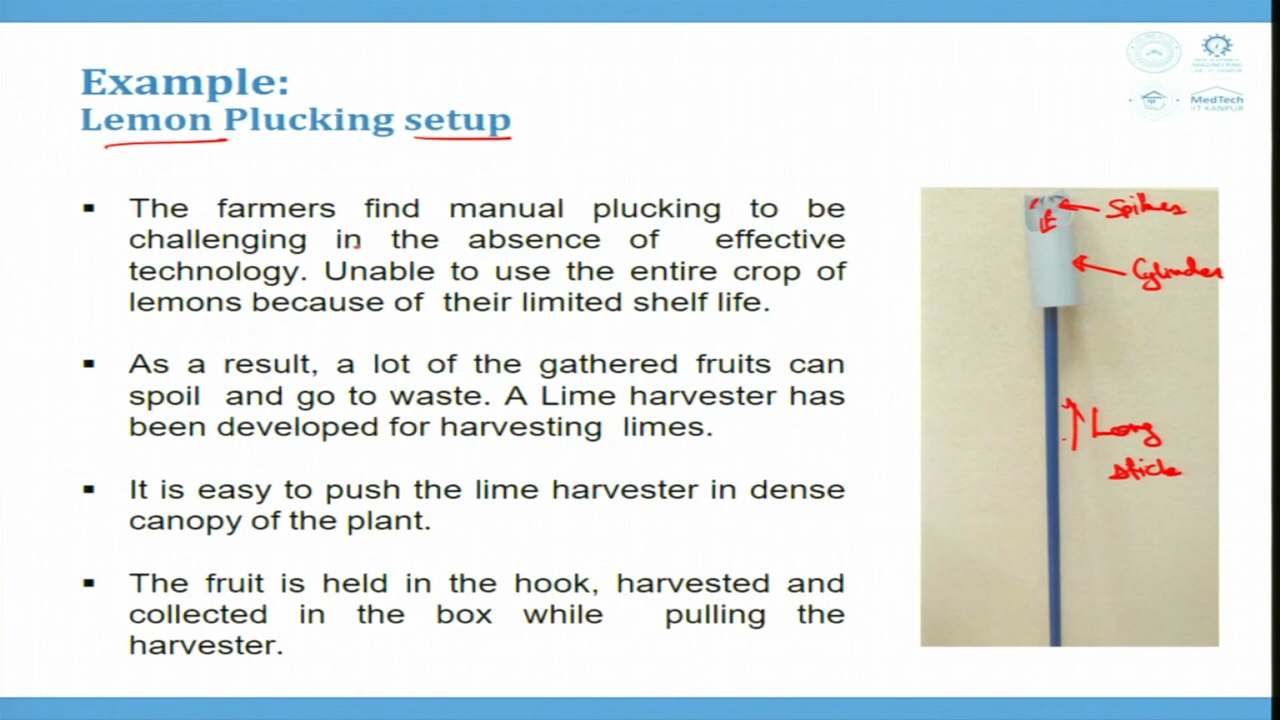 Example:
Lemon Plucking setup
MedTech
IIT KANPUR
▪ The farmers find manual plucking to be
challenging in the absence of effective
technology. Unable to use the entire crop of
lemons because of their limited shelf life.
▪ As a result, a lot of the gathered fruits can
spoil and go to waste. A Lime harvester has
been developed for harvesting limes.
▪ It is easy to push the lime harvester in dense
canopy of the plant.
▪ The fruit is held in the hook, harvested and
collected in the box while pulling the
harvester.
Spikes
Cylinder
Long
stick